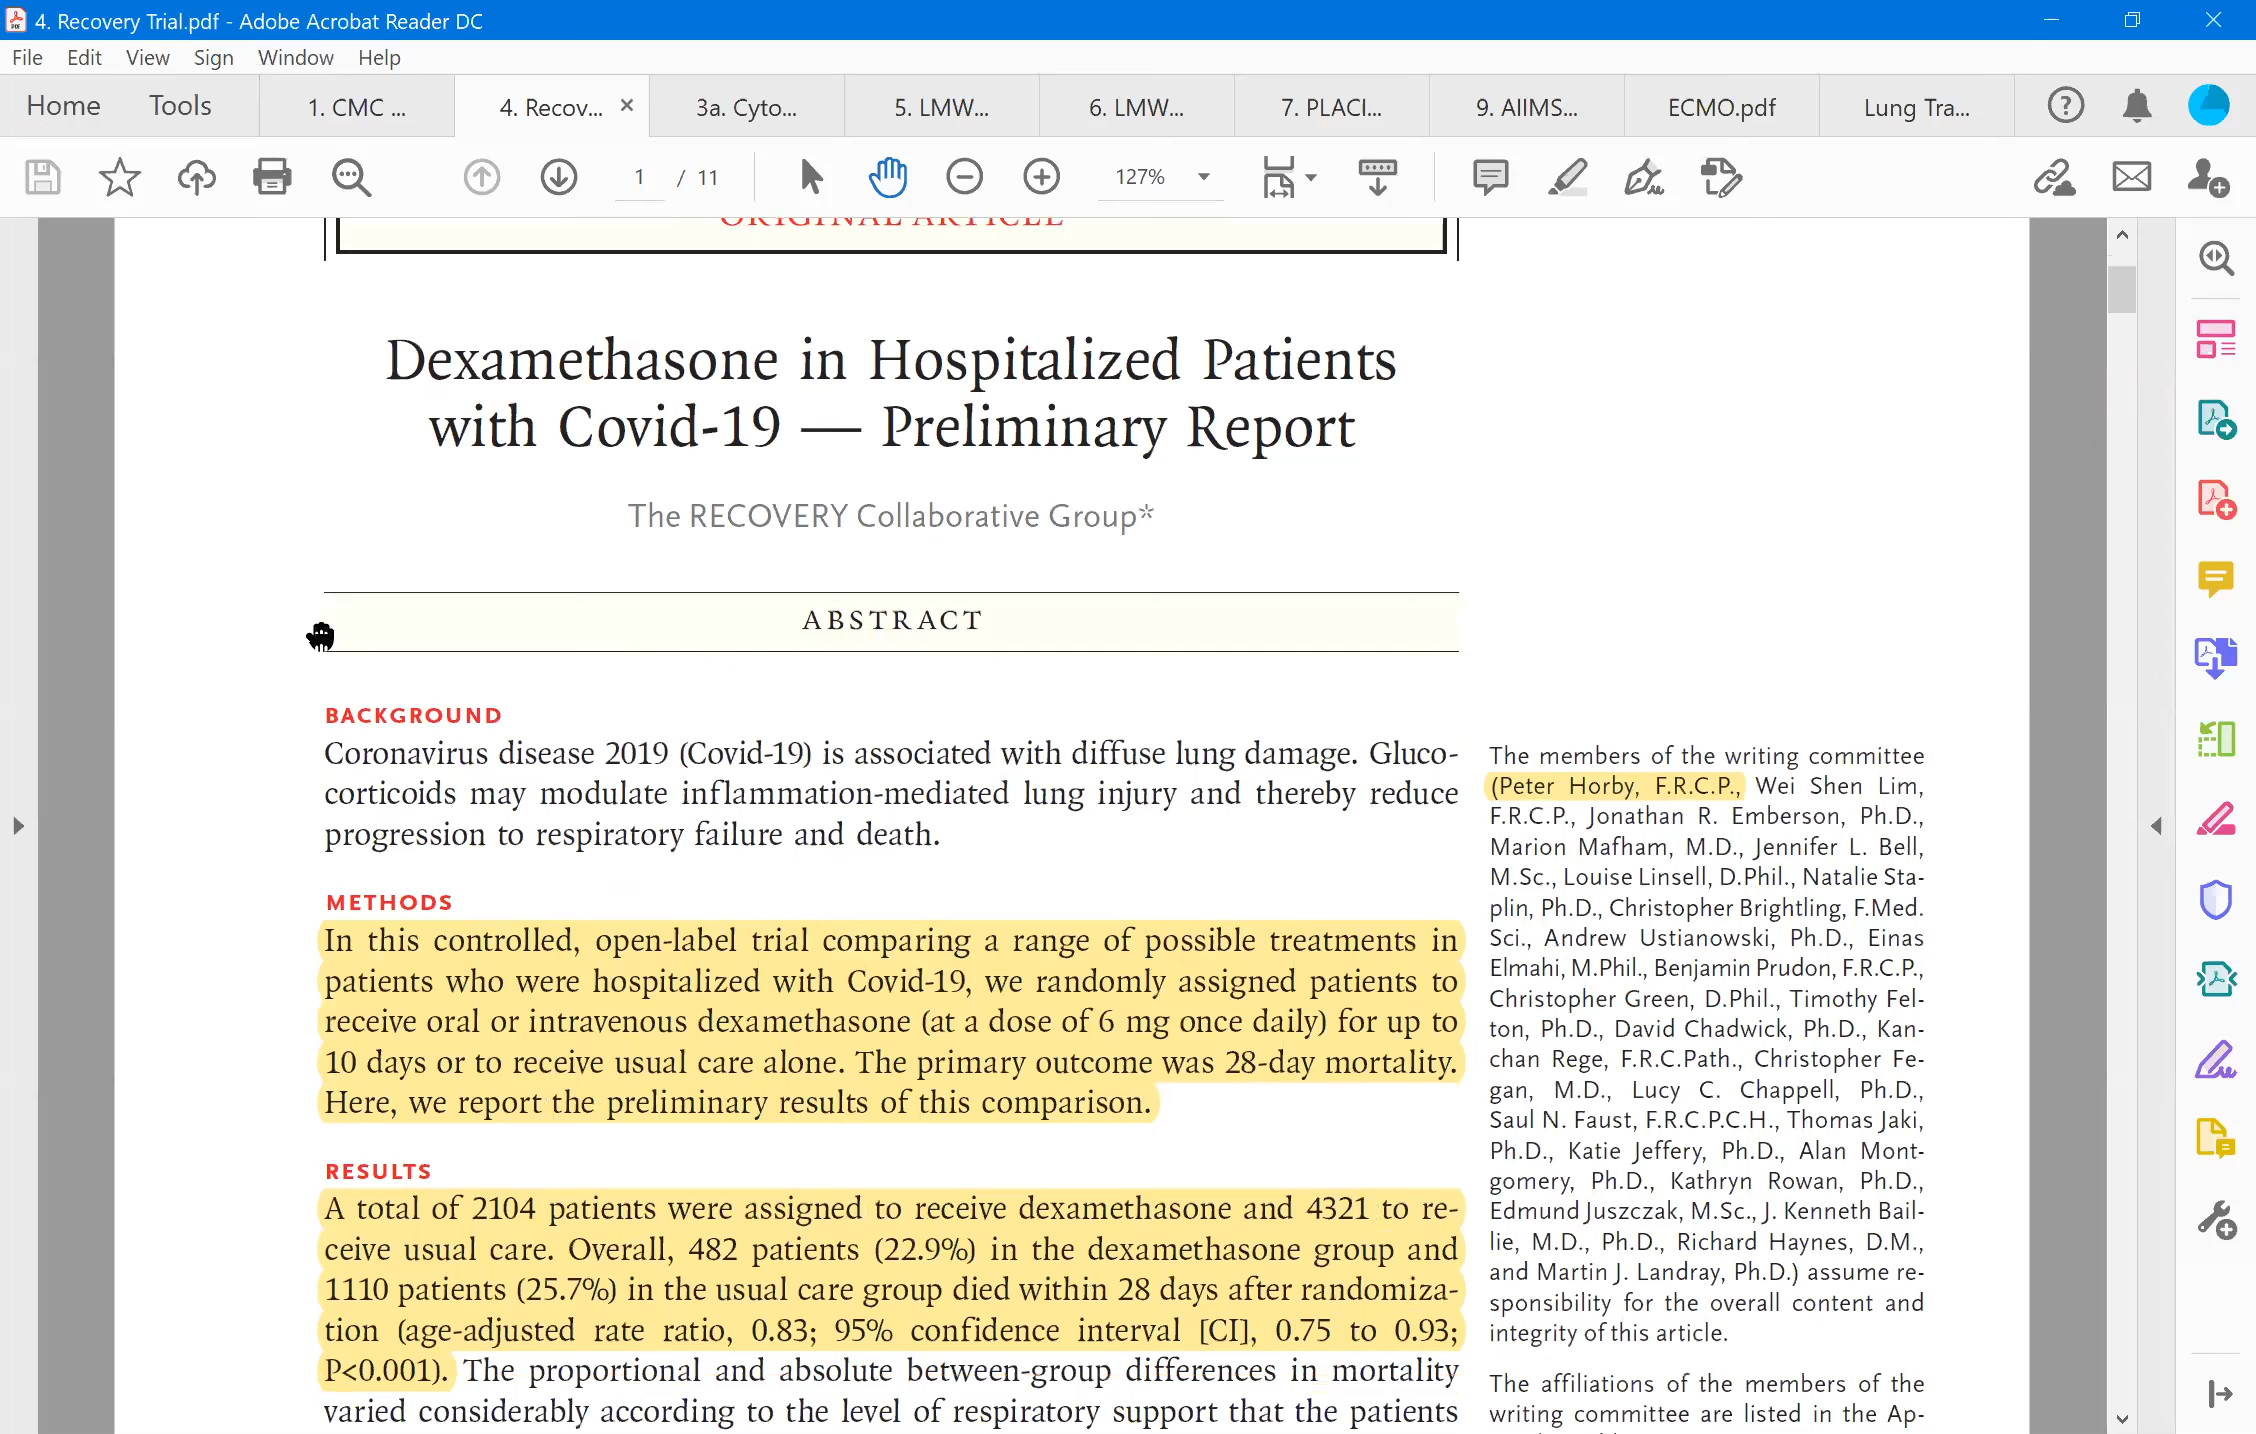 4. Recovery Trial.pdf - Adobe Acrobat Reader DC
File Edit View Sign Window Help
Home Tools 1. CMC ... 4. Recov... 3a. Cyto... 5. LMW... 6. LMW... 7. PLACI... 9. AIIMS... ECMO.pdf Lung Tra...
1 / 11 127%
ORIGINAL ARTICLE
Dexamethasone in Hospitalized Patients
with Covid-19 — Preliminary Report
The RECOVERY Collaborative Group*
ABSTRACT
BACKGROUND
Coronavirus disease 2019 (Covid-19) is associated with diffuse lung damage. Gluco-
corticoids may modulate inflammation-mediated lung injury and thereby reduce
progression to respiratory failure and death.
METHODS
In this controlled, open-label trial comparing a range of possible treatments in
patients who were hospitalized with Covid-19, we randomly assigned patients to
receive oral or intravenous dexamethasone (at a dose of 6 mg once daily) for up to
10 days or to receive usual care alone. The primary outcome was 28-day mortality.
Here, we report the preliminary results of this comparison.
RESULTS
A total of 2104 patients were assigned to receive dexamethasone and 4321 to re-
ceive usual care. Overall, 482 patients (22.9%) in the dexamethasone group and
1110 patients (25.7%) in the usual care group died within 28 days after randomiza-
tion (age-adjusted rate ratio, 0.83; 95% confidence interval [CI], 0.75 to 0.93;
P<0.001). The proportional and absolute between-group differences in mortality
varied considerably according to the level of respiratory support that the patients
The members of the writing committee
(Peter Horby, F.R.C.P., Wei Shen Lim,
F.R.C.P., Jonathan R. Emberson, Ph.D.,
Marion Mafham, M.D., Jennifer L. Bell,
M.Sc., Louise Linsell, D.Phil., Natalie Sta-
plin, Ph.D., Christopher Brightling, F.Med.
Sci., Andrew Ustianowski, Ph.D., Einas
Elmahi, M.Phil., Benjamin Prudon, F.R.C.P.,
Christopher Green, D.Phil., Timothy Fel-
ton, Ph.D., David Chadwick, Ph.D., Kan-
chan Rege, F.R.C.Path., Christopher Fe-
gan, M.D., Lucy C. Chappell, Ph.D.,
Saul N. Faust, F.R.C.P.C.H., Thomas Jaki,
Ph.D., Katie Jeffery, Ph.D., Alan Mont-
gomery, Ph.D., Kathryn Rowan, Ph.D.,
Edmund Juszczak, M.Sc., J. Kenneth Bail-
lie, M.D., Ph.D., Richard Haynes, D.M.,
and Martin J. Landray, Ph.D.) assume re-
sponsibility for the overall content and
integrity of this article.
The affiliations of the members of the
writing committee are listed in the Ap-